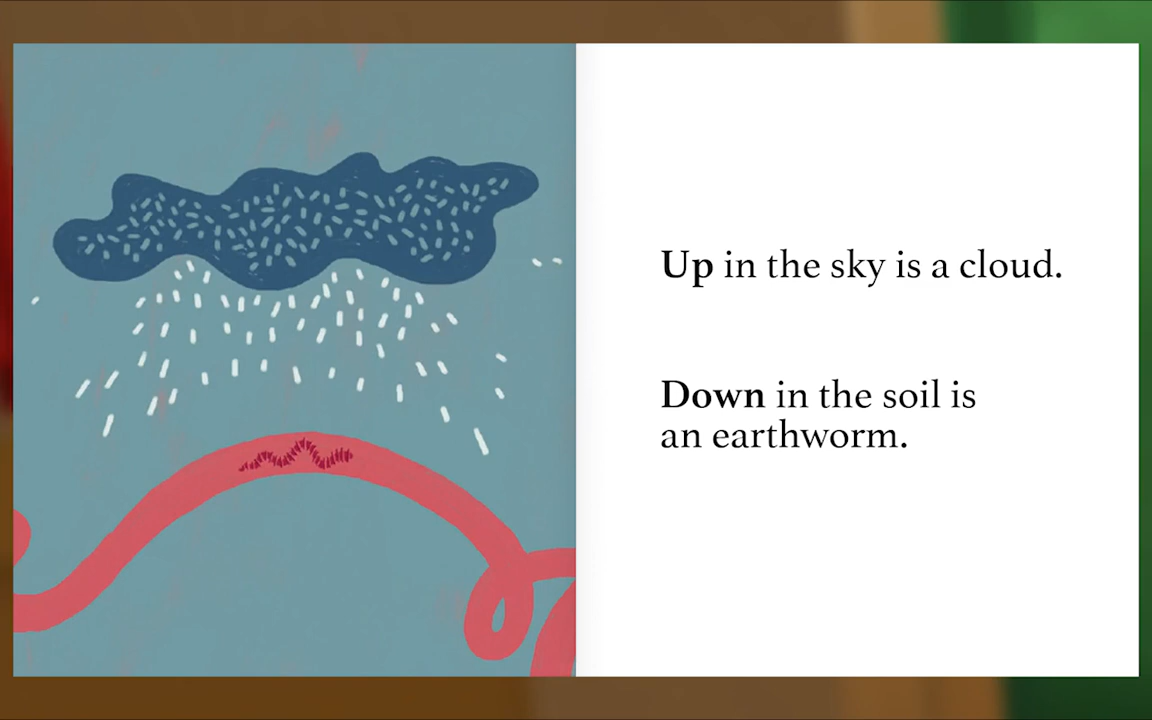 Up in the sky is a cloud.
Down in the soil is
an earthworm.